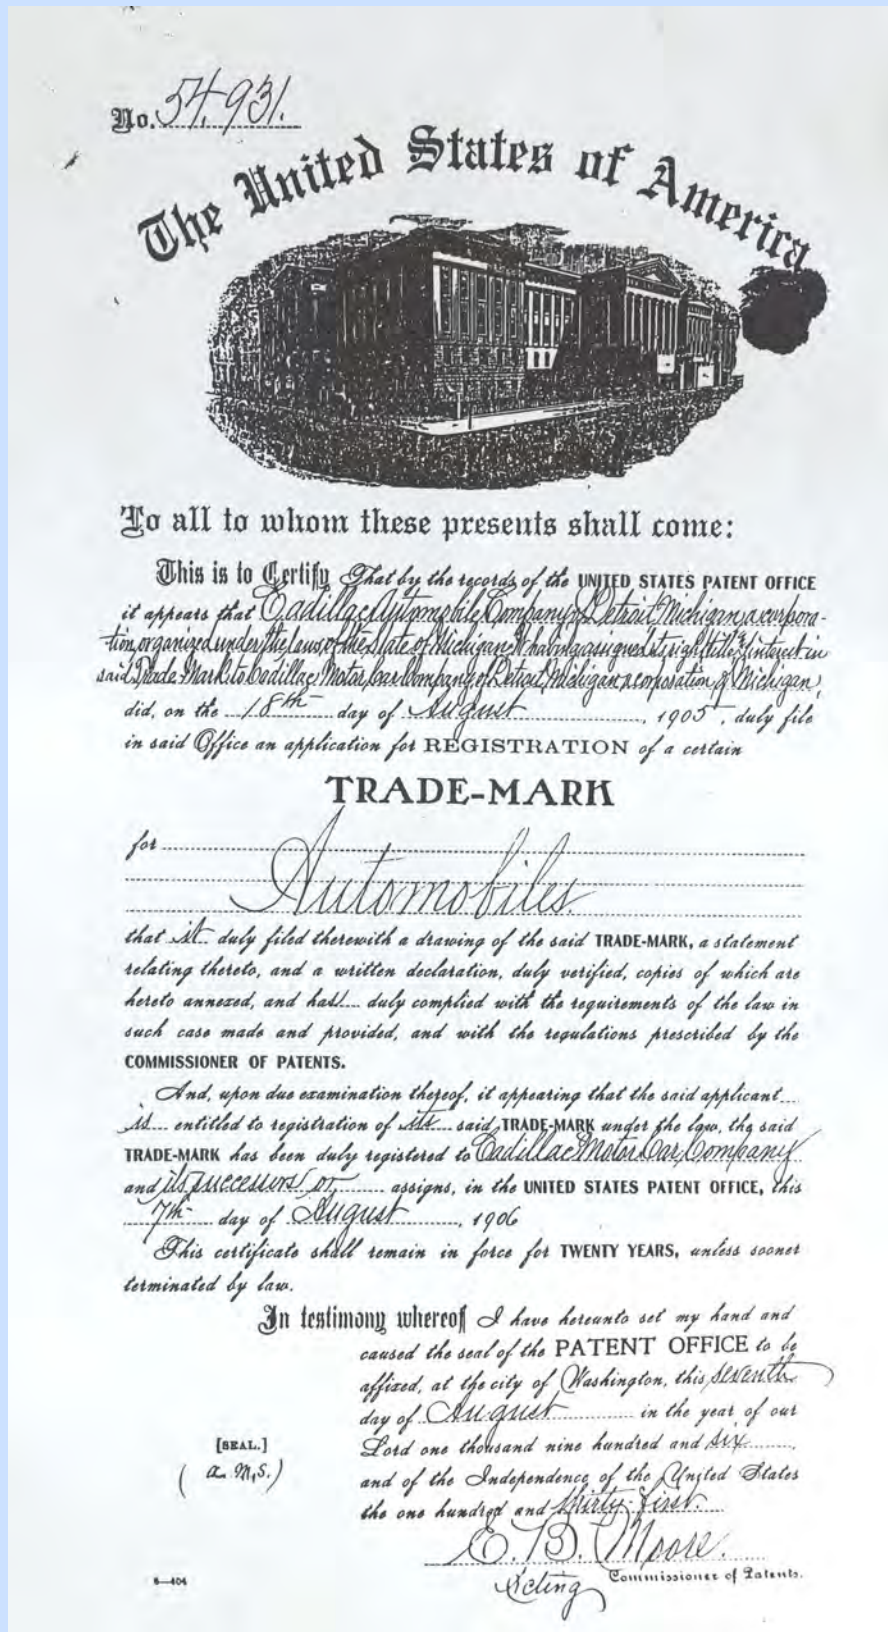 No. 54,931.
The United States of America
To all to whom these presents shall come:
This is to Certify That by the records of the UNITED STATES PATENT OFFICE
it appears that Cadillac Automobile Company, of Detroit, Michigan, a corpora-
tion organized under the laws of the State of Michigan, having assigned its right, title & interest in
said Trade-Mark to Cadillac Motor Car Company, of Detroit, Michigan, a corporation of Michigan,
did, on the 18th day of August, 1905, duly file
in said Office an application for REGISTRATION of a certain
TRADE-MARK
for
Automobiles.
that it duly filed therewith a drawing of the said TRADE-MARK, a statement
relating thereto, and a written declaration, duly verified, copies of which are
hereto annexed, and has duly complied with the requirements of the law in
such case made and provided, and with the regulations prescribed by the
COMMISSIONER OF PATENTS.
And, upon due examination thereof, it appearing that the said applicant
is entitled to registration of its said TRADE-MARK under the law, the said
TRADE-MARK has been duly registered to Cadillac Motor Car Company
and its successors or assigns, in the UNITED STATES PATENT OFFICE, this
7th day of August, 1906
This certificate shall remain in force for TWENTY YEARS, unless sooner
terminated by law.
In testimony whereof I have hereunto set my hand and
caused the seal of the PATENT OFFICE to be
affixed, at the city of Washington, this seventh
day of August in the year of our
Lord one thousand nine hundred and six,
and of the Independence of the United States
the one hundred and thirty-first.
[SEAL.]
(a. M, S.)
E. B. Moore.
Acting Commissioner of Patents.
6—404